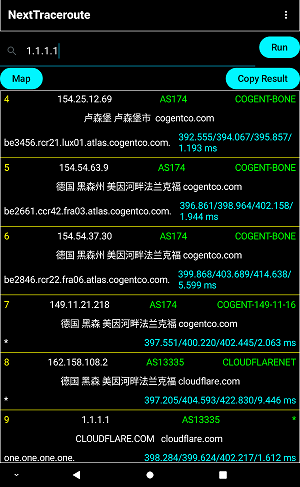 NextTraceroute
1.1.1.1
Run
Map
Copy Result
4 154.25.12.69 AS174 COGENT-BONE
卢森堡 卢森堡市 cogentco.com
be3456.rcr21.lux01.atlas.cogentco.com. 392.555/394.067/395.857/
1.193 ms
5 154.54.63.9 AS174 COGENT-BONE
德国 黑森州 美因河畔法兰克福 cogentco.com
be2661.ccr42.fra03.atlas.cogentco.com. 396.861/398.964/402.158/
1.944 ms
6 154.54.37.30 AS174 COGENT-BONE
德国 黑森州 美因河畔法兰克福 cogentco.com
be2846.rcr22.fra06.atlas.cogentco.com. 399.868/403.689/414.638/
5.599 ms
7 149.11.21.218 AS174 COGENT-149-11-16
德国 黑森 美因河畔法兰克福 cogentco.com
* 397.551/400.220/402.445/2.063 ms
8 162.158.108.2 AS13335 CLOUDFLARENET
德国 黑森 美因河畔法兰克福 cloudflare.com
* 397.205/404.593/422.830/9.446 ms
9 1.1.1.1 AS13335 *
CLOUDFLARE.COM cloudflare.com
one.one.one.one. 398.284/399.624/402.217/1.612 ms